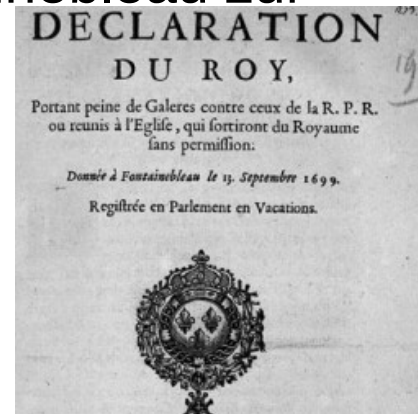 DECLARATION
DU ROY,
Portant peine de Galeres contre ceux de la R. P. R.
ou reunis à l'Egliſe, qui ſortiront du Royaume
ſans permiſſion.
Donnée à Fontainebleau le 13. Septembre 1699.
Regiſtrée en Parlement en Vacations.